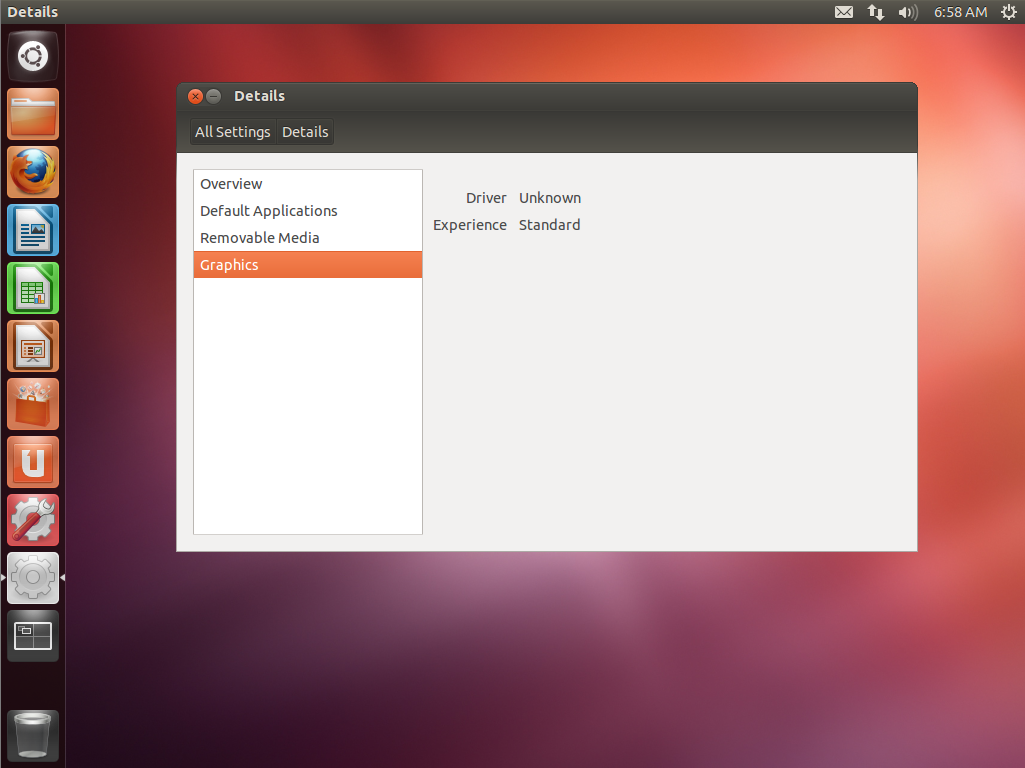 Details
6:58 AM
Details
All Settings Details
Overview
Default Applications
Removable Media
Graphics
Driver Unknown
Experience Standard